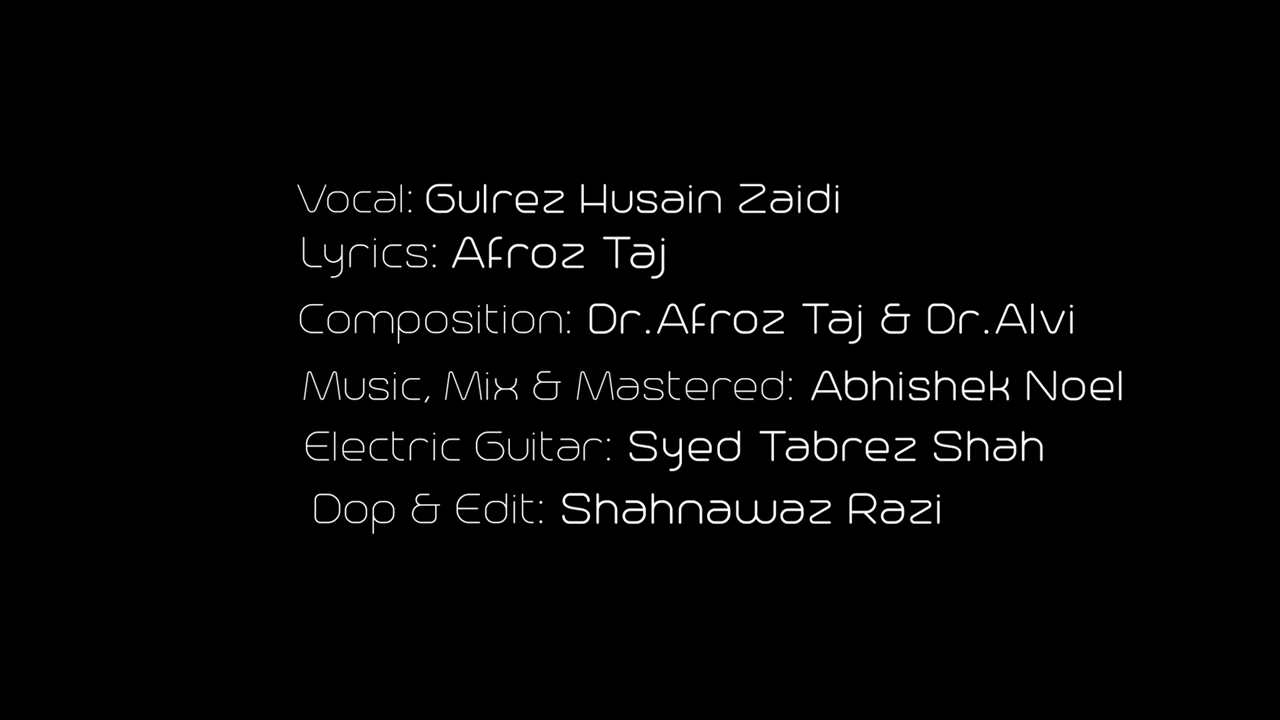 Vocal: Gulrez Husain Zaidi
Lyrics: Afroz Taj
Composition: Dr.Afroz Taj & Dr.Alvi
Music, Mix & Mastered: Abhishek Noel
Electric Guitar: Syed Tabrez Shah
Dop & Edit: Shahnawaz Razi